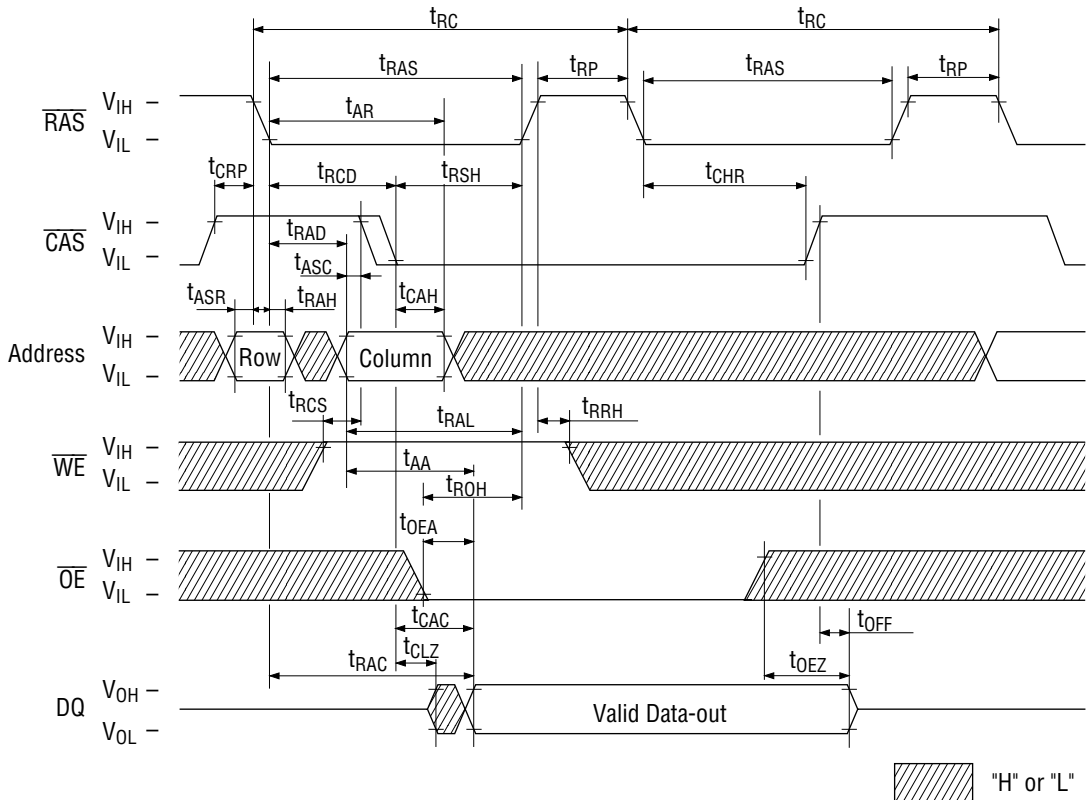 tRC tRC
tRAS tRP tRAS tRP
RAS VIH –
VIL –
tAR
tCRP tRCD tRSH tCHR
CAS VIH –
VIL –
tRAD
tASC
tASR tRAH tCAH
Address VIH –
VIL –
Row Column
tRCS tRAL tRRH
WE VIH –
VIL –
tAA
tROH
tOEA
OE VIH –
VIL –
tCAC tOFF
tCLZ
tRAC tOEZ
DQ VOH –
VOL –
Valid Data-out
"H" or "L"